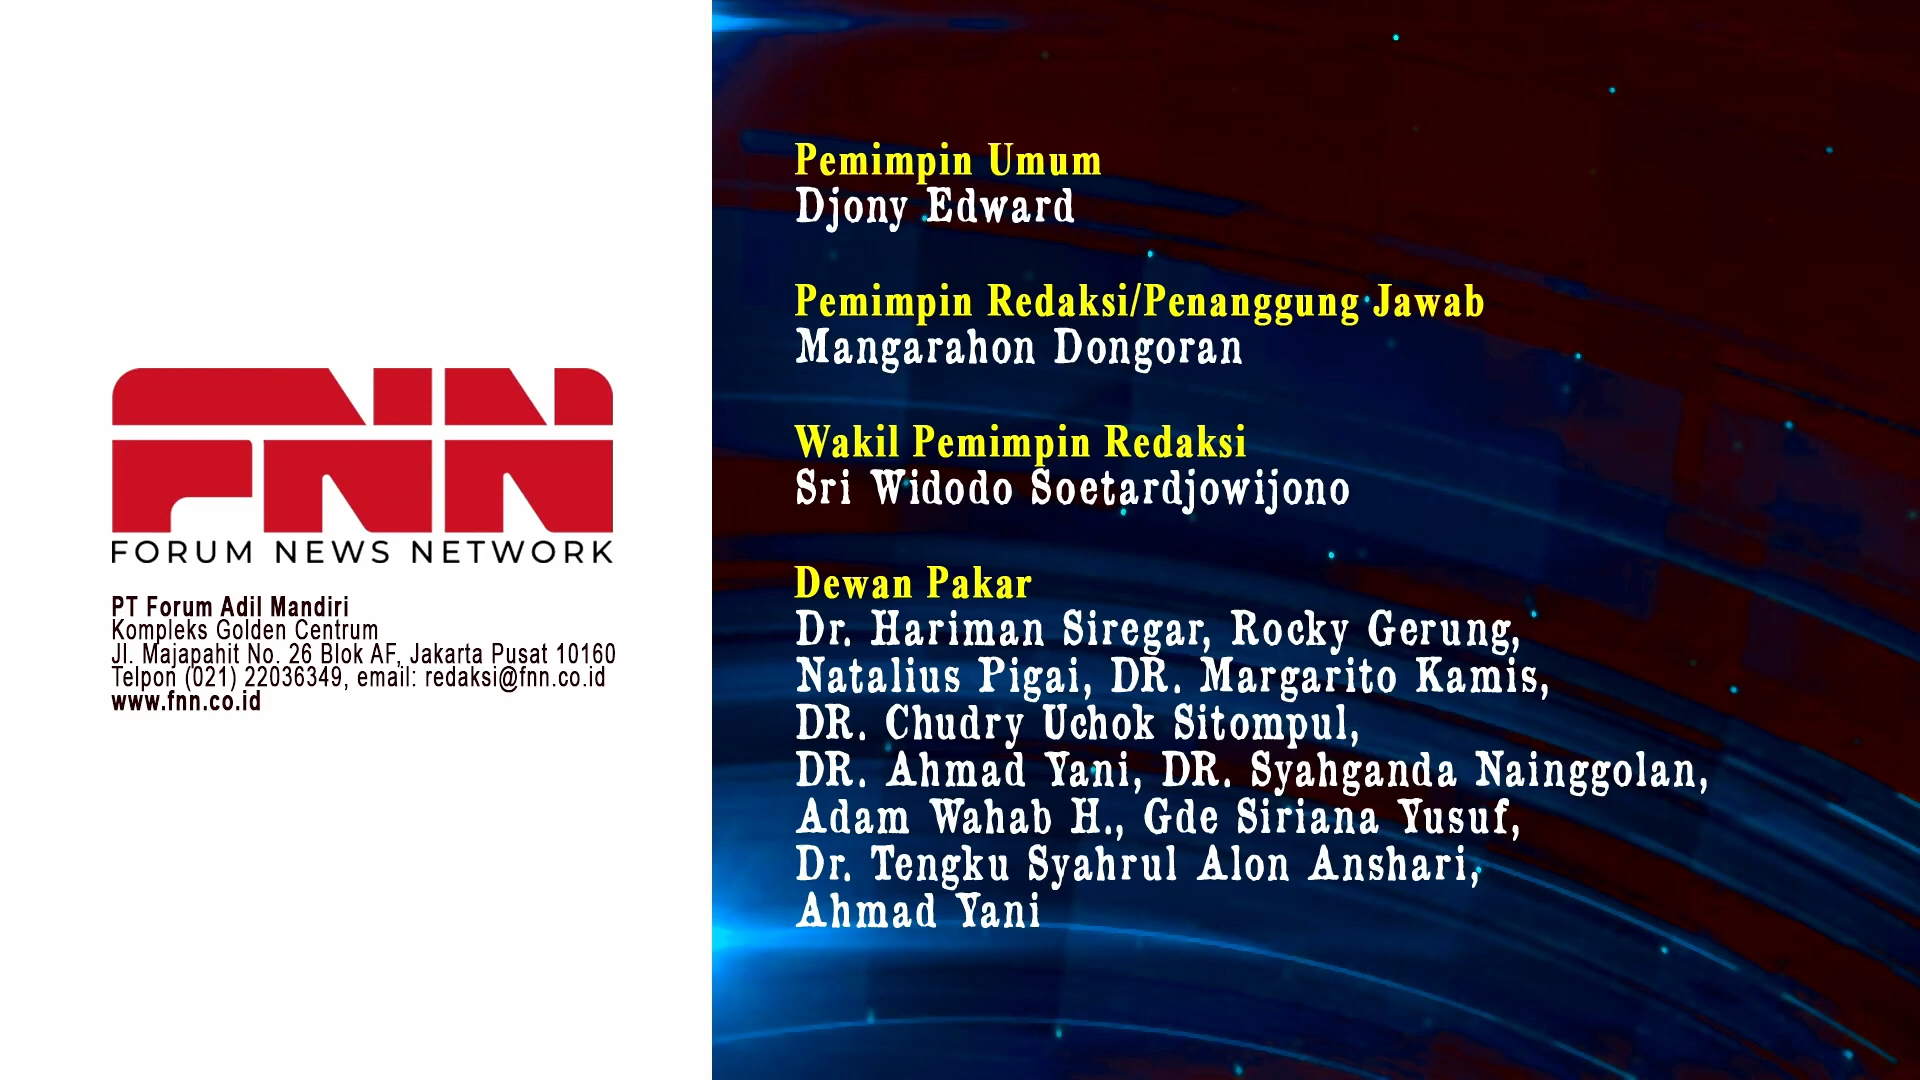 FNN
FORUM NEWS NETWORK
PT Forum Adil Mandiri
Kompleks Golden Centrum
Jl. Majapahit No. 26 Blok AF, Jakarta Pusat 10160
Telpon (021) 22036349, email: redaksi@fnn.co.id
www.fnn.co.id
Pemimpin Umum
Djony Edward
Pemimpin Redaksi/Penanggung Jawab
Mangarahon Dongoran
Wakil Pemimpin Redaksi
Sri Widodo Soetardjowijono
Dewan Pakar
Dr. Hariman Siregar, Rocky Gerung,
Natalius Pigai, DR. Margarito Kamis,
DR. Chudry Uchok Sitompul,
DR. Ahmad Yani, DR. Syahganda Nainggolan,
Adam Wahab H., Gde Siriana Yusuf,
Dr. Tengku Syahrul Alon Anshari,
Ahmad Yani